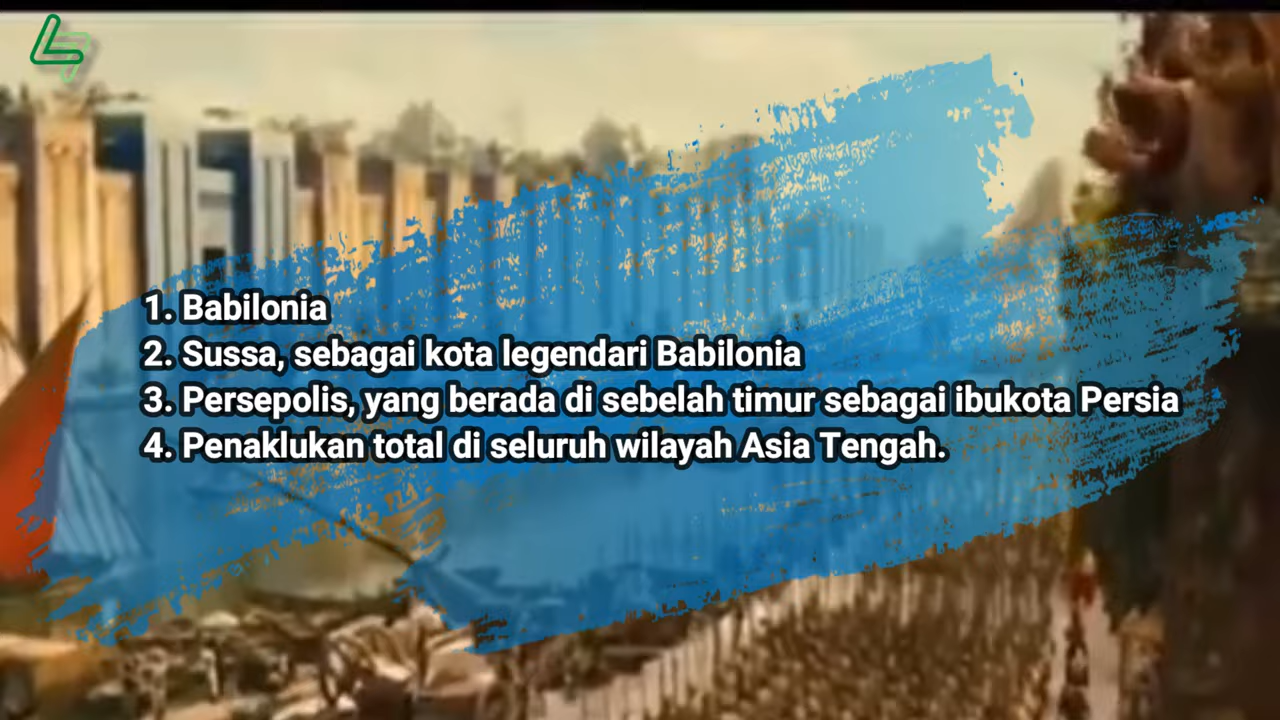 1. Babilonia
2. Sussa, sebagai kota legendari Babilonia
3. Persepolis, yang berada di sebelah timur sebagai ibukota Persia
4. Penaklukan total di seluruh wilayah Asia Tengah.